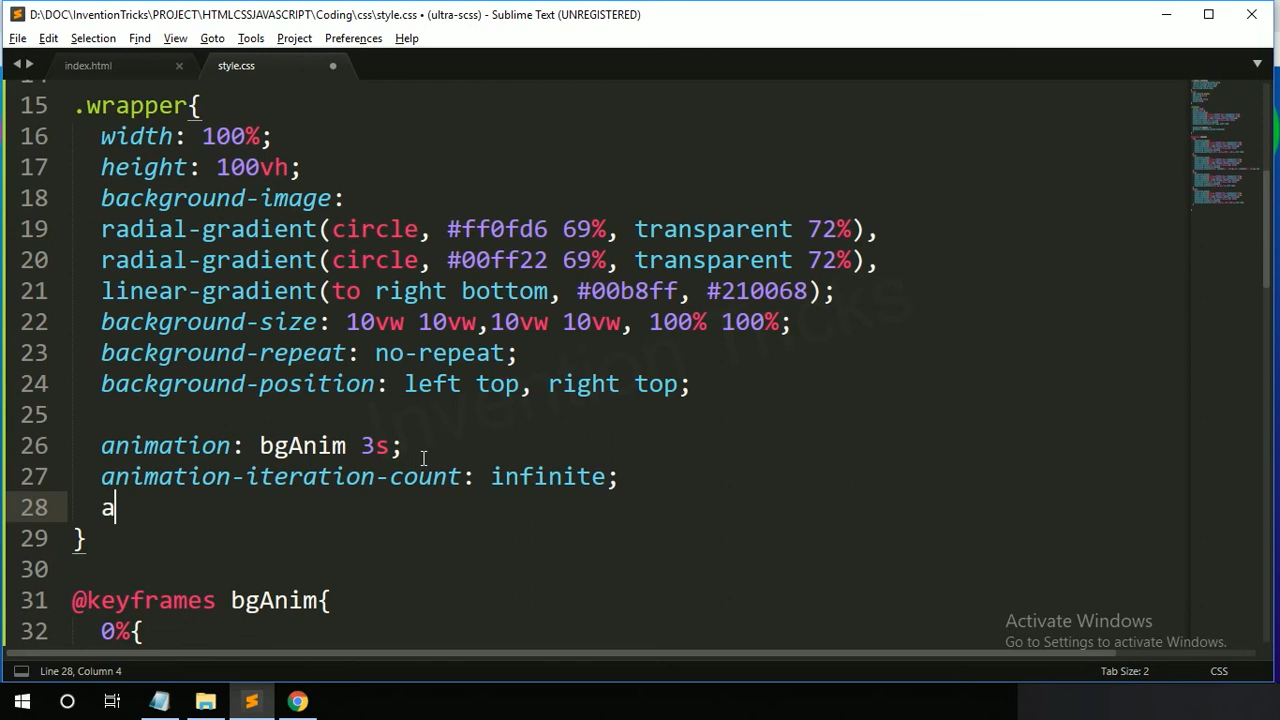 D:\DOC\InventionTricks\PROJECT\HTMLCSSJAVASCRIPT\Coding\css\style.css • (ultra-scss) - Sublime Text (UNREGISTERED)
File Edit Selection Find View Goto Tools Project Preferences Help
index.html style.css
14
15 .wrapper{
16 width: 100%;
17 height: 100vh;
18 background-image:
19 radial-gradient(circle, #ff0fd6 69%, transparent 72%),
20 radial-gradient(circle, #00ff22 69%, transparent 72%),
21 linear-gradient(to right bottom, #00b8ff, #210068);
22 background-size: 10vw 10vw,10vw 10vw, 100% 100%;
23 background-repeat: no-repeat;
24 background-position: left top, right top;
25
26 animation: bgAnim 3s;
27 animation-iteration-count: infinite;
28 a
29 }
30
31 @keyframes bgAnim{
32 0%{
Invention Tricks
Activate Windows
Go to Settings to activate Windows.
Line 28, Column 4 Tab Size: 2 CSS